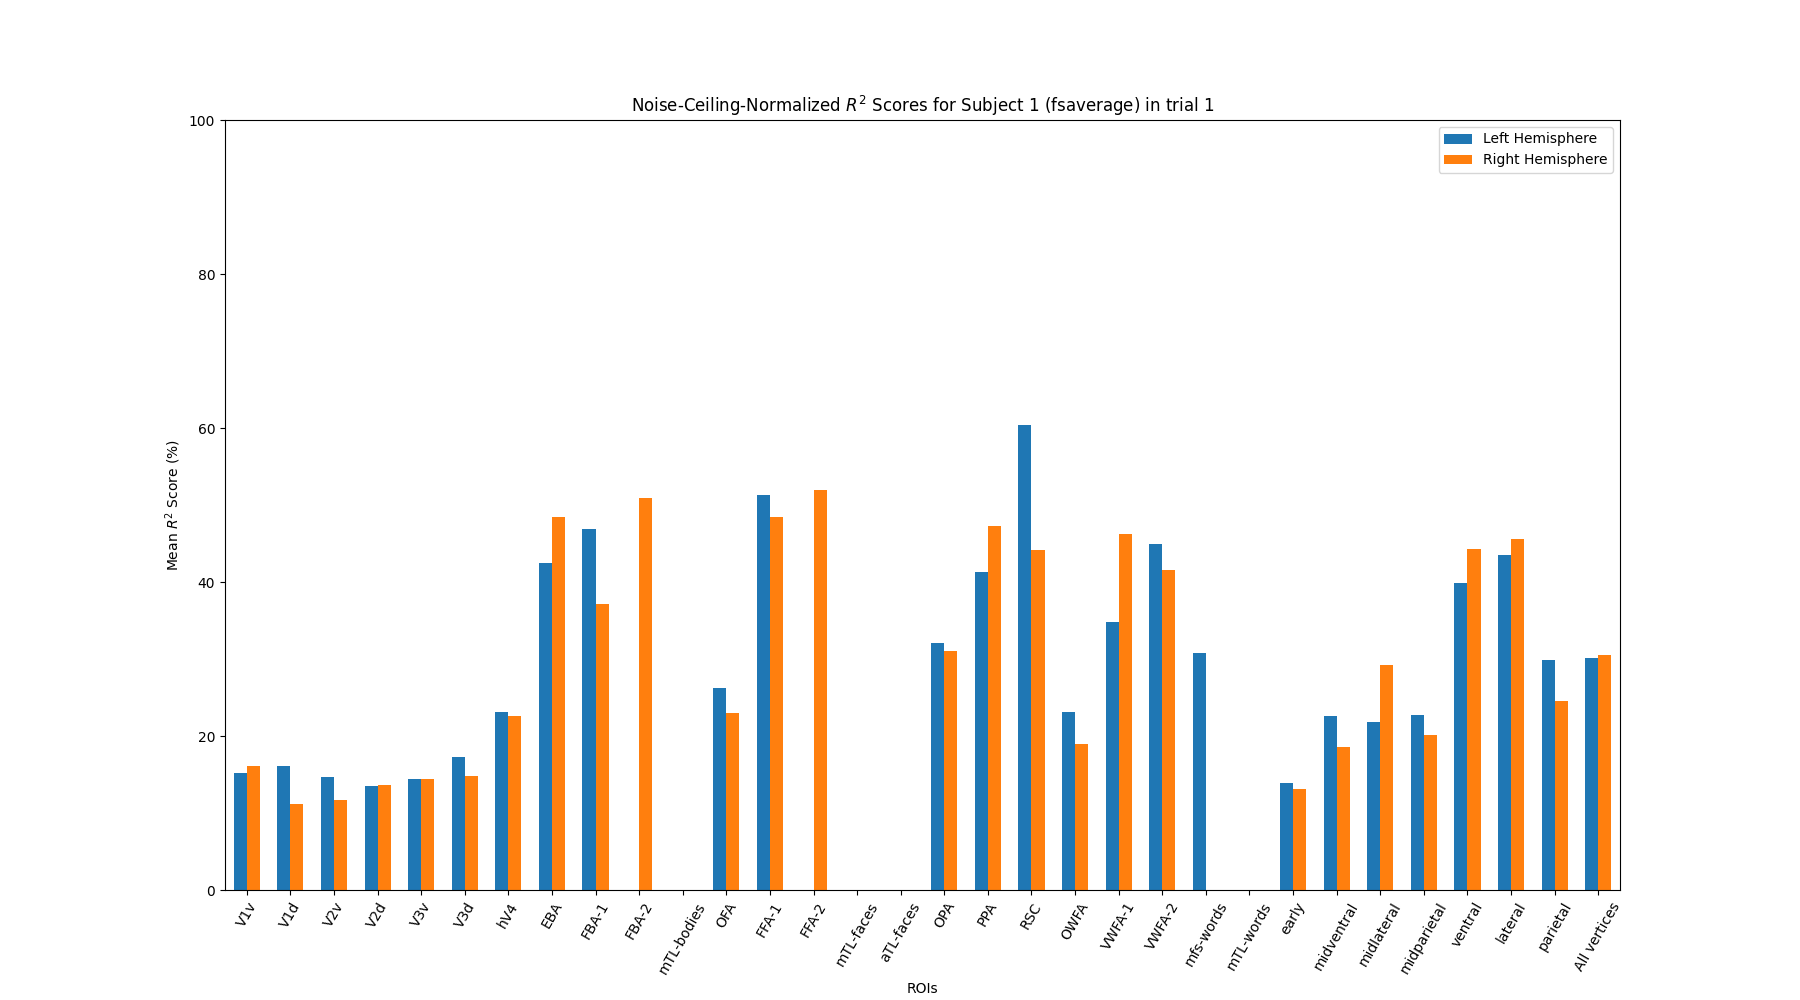 Noise-Ceiling-Normalized R² Scores for Subject 1 (fsaverage) in trial 1
Left Hemisphere
Right Hemisphere
Mean R² Score (%)
100
80
60
40
20
0
V1v
V1d
V2v
V2d
V3v
V3d
hV4
EBA
FBA-1
FBA-2
mTL-bodies
OFA
FFA-1
FFA-2
mTL-faces
aTL-faces
OPA
PPA
RSC
OWFA
VWFA-1
VWFA-2
mfs-words
mTL-words
early
midventral
midlateral
midparietal
ventral
lateral
parietal
All vertices
ROIs